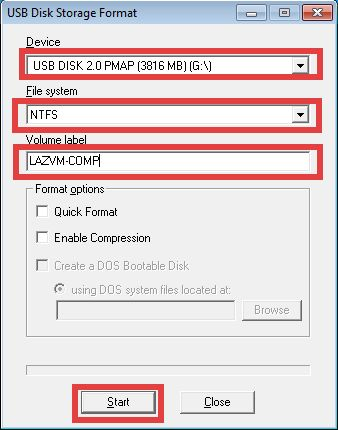 USB Disk Storage Format
Device
USB DISK 2.0 PMAP (3816 MB) (G:\)
File system
NTFS
Volume label
LAZVM-COMP
Format options
Quick Format
Enable Compression
Create a DOS Bootable Disk
using DOS system files located at:
Browse
Start
Close